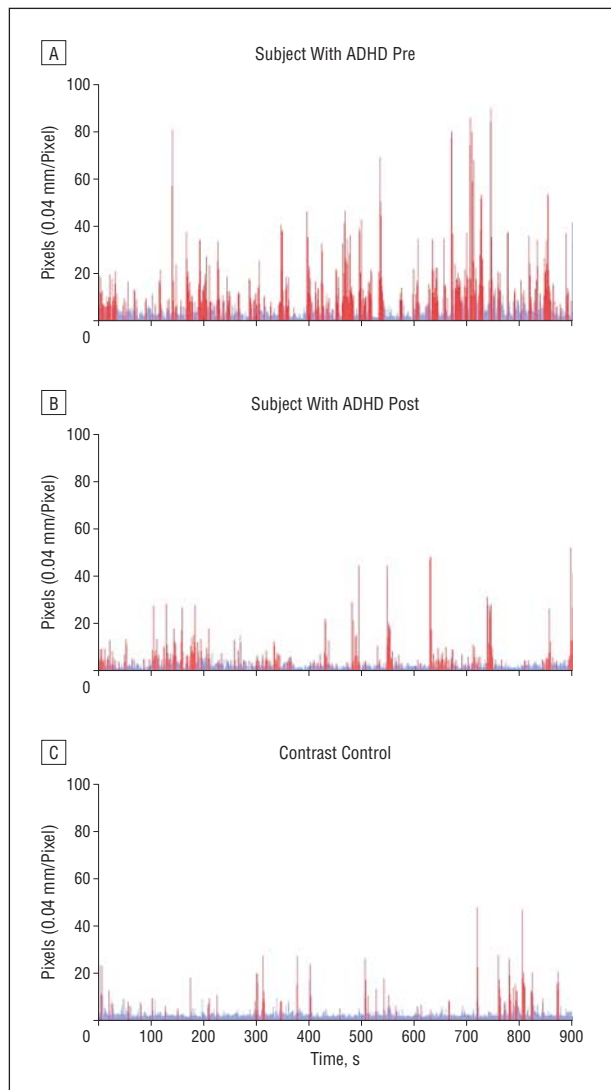 A
Subject With ADHD Pre
100
80
60
40
20
0
Pixels (0.04 mm/Pixel)
B
Subject With ADHD Post
100
80
60
40
20
0
Pixels (0.04 mm/Pixel)
C
Contrast Control
100
80
60
40
20
0 100 200 300 400 500 600 700 800 900
Pixels (0.04 mm/Pixel)
Time, s